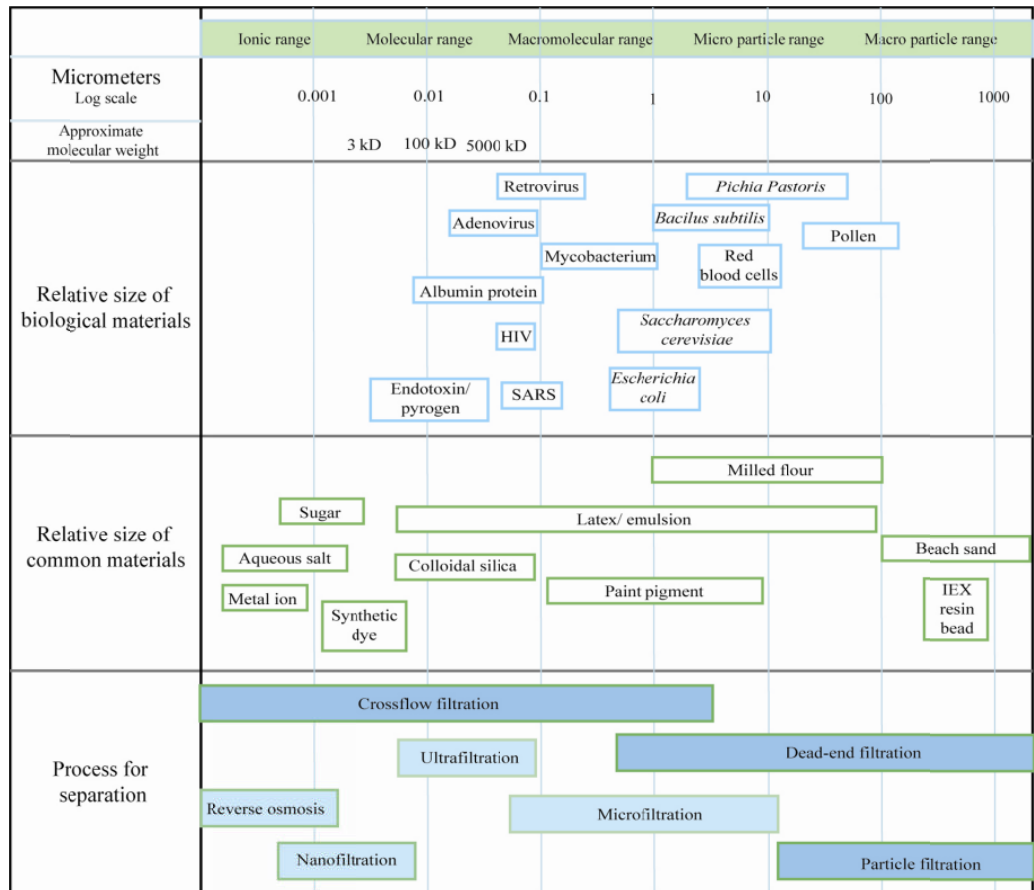 Ionic range Molecular range Macromolecular range Micro particle range Macro particle range
Micrometers
Log scale
0.001 0.01 0.1 1 10 100 1000
Approximate
molecular weight
3 kD 100 kD 5000 kD
Relative size of
biological materials
Retrovirus
Pichia Pastoris
Adenovirus
Bacilus subtilis
Pollen
Mycobacterium
Red
blood cells
Albumin protein
HIV
Saccharomyces
cerevisiae
Endotoxin/
pyrogen
SARS
Escherichia
coli
Relative size of
common materials
Milled flour
Sugar
Latex/ emulsion
Beach sand
Aqueous salt
Colloidal silica
Metal ion
Synthetic
dye
Paint pigment
IEX
resin
bead
Process for
separation
Crossflow filtration
Ultrafiltration
Dead-end filtration
Reverse osmosis
Microfiltration
Nanofiltration
Particle filtration